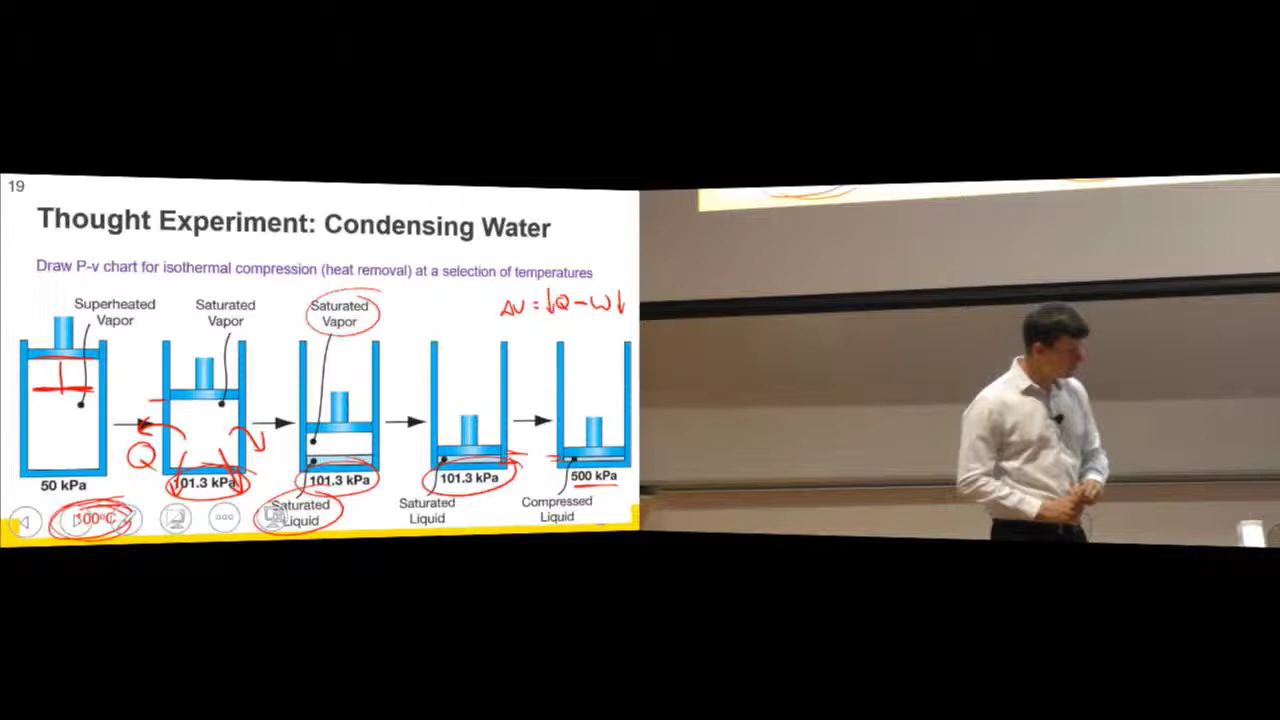 19
Thought Experiment: Condensing Water
Draw P-v chart for isothermal compression (heat removal) at a selection of temperatures
ΔU = ↓Q - W↓
Superheated
Vapor
Saturated
Vapor
Saturated
Vapor
Q
50 kPa
101.3 kPa
101.3 kPa
101.3 kPa
500 kPa
100°C
Saturated
Liquid
Saturated
Liquid
Compressed
Liquid